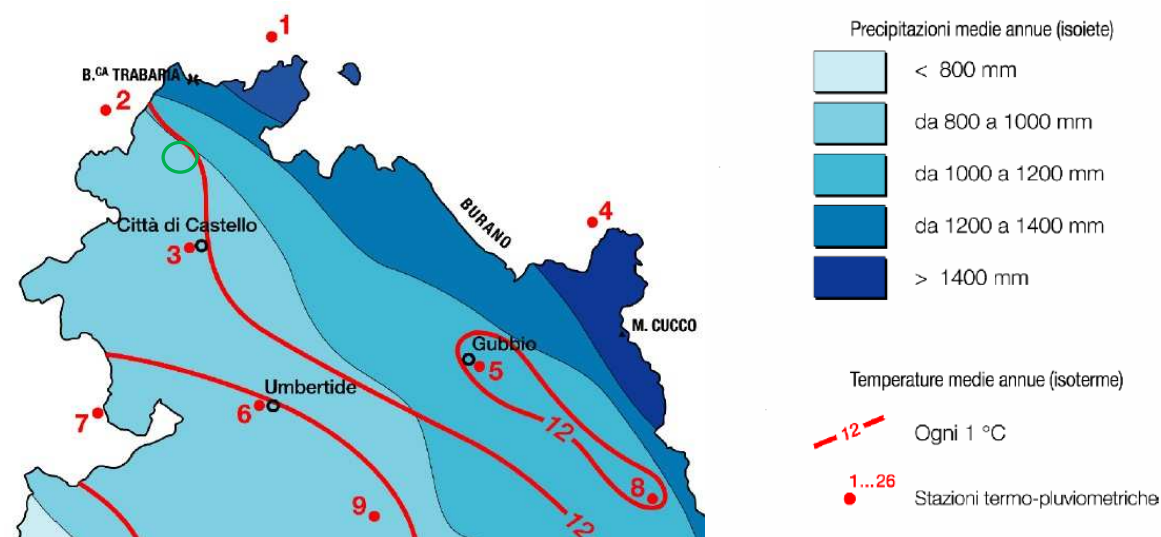 1
B.CA TRABARIA
2
Città di Castello
3
BURANO
4
M. CUCCO
Gubbio
5
Umbertide
6
7
12
8
9
12
Precipitazioni medie annue (isoiete)
< 800 mm
da 800 a 1000 mm
da 1000 a 1200 mm
da 1200 a 1400 mm
> 1400 mm
Temperature medie annue (isoterme)
12
Ogni 1 °C
1...26
Stazioni termo-pluviometriche